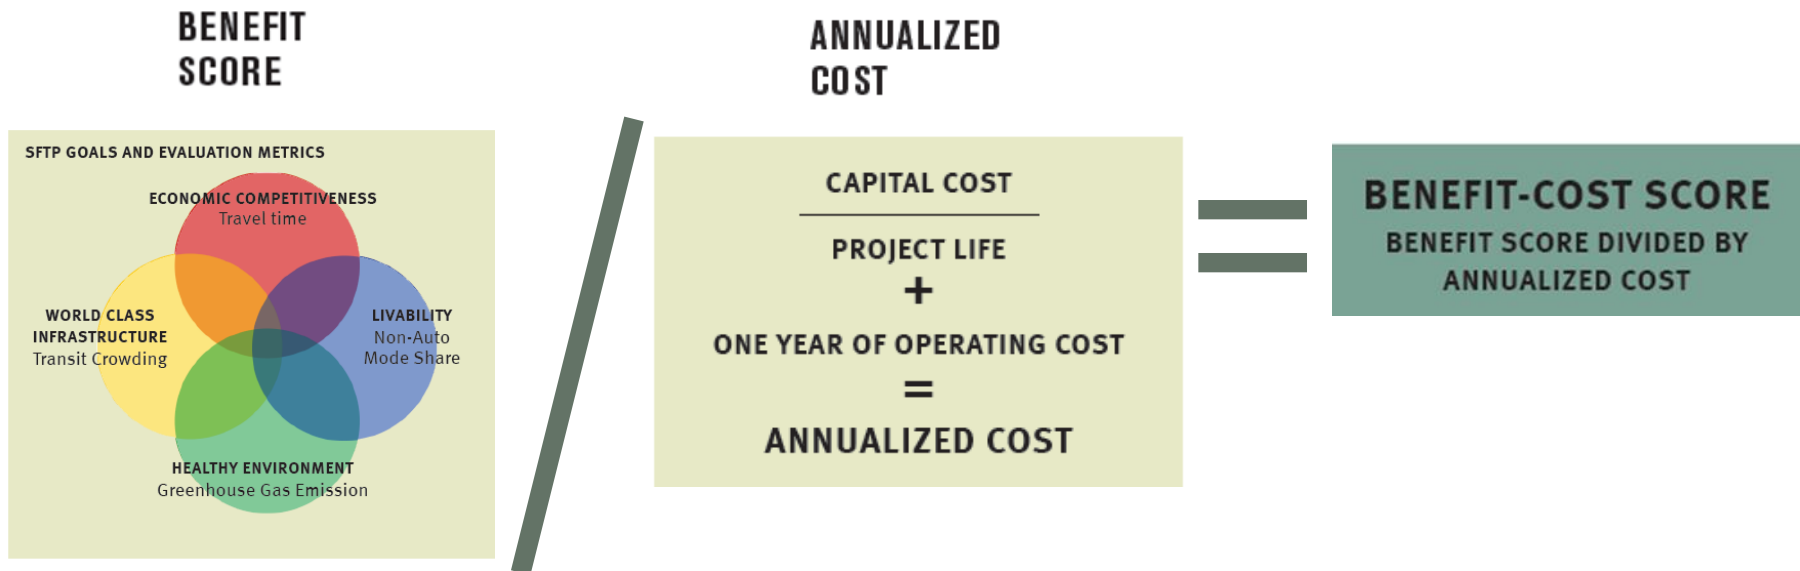 BENEFIT
SCORE
SFTP GOALS AND EVALUATION METRICS
ECONOMIC COMPETITIVENESS
Travel time
WORLD CLASS
INFRASTRUCTURE
Transit Crowding
LIVABILITY
Non-Auto
Mode Share
HEALTHY ENVIRONMENT
Greenhouse Gas Emission
/
ANNUALIZED
COST
CAPITAL COST
PROJECT LIFE
+
ONE YEAR OF OPERATING COST
=
ANNUALIZED COST
=
BENEFIT-COST SCORE
BENEFIT SCORE DIVIDED BY
ANNUALIZED COST